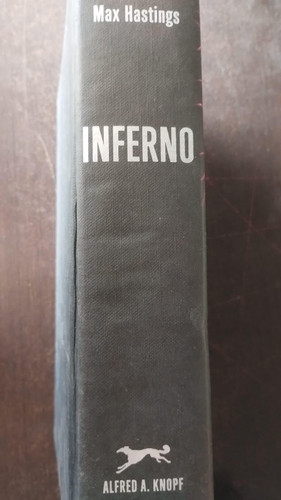 Max Hastings
INFERNO
ALFRED A. KNOPF